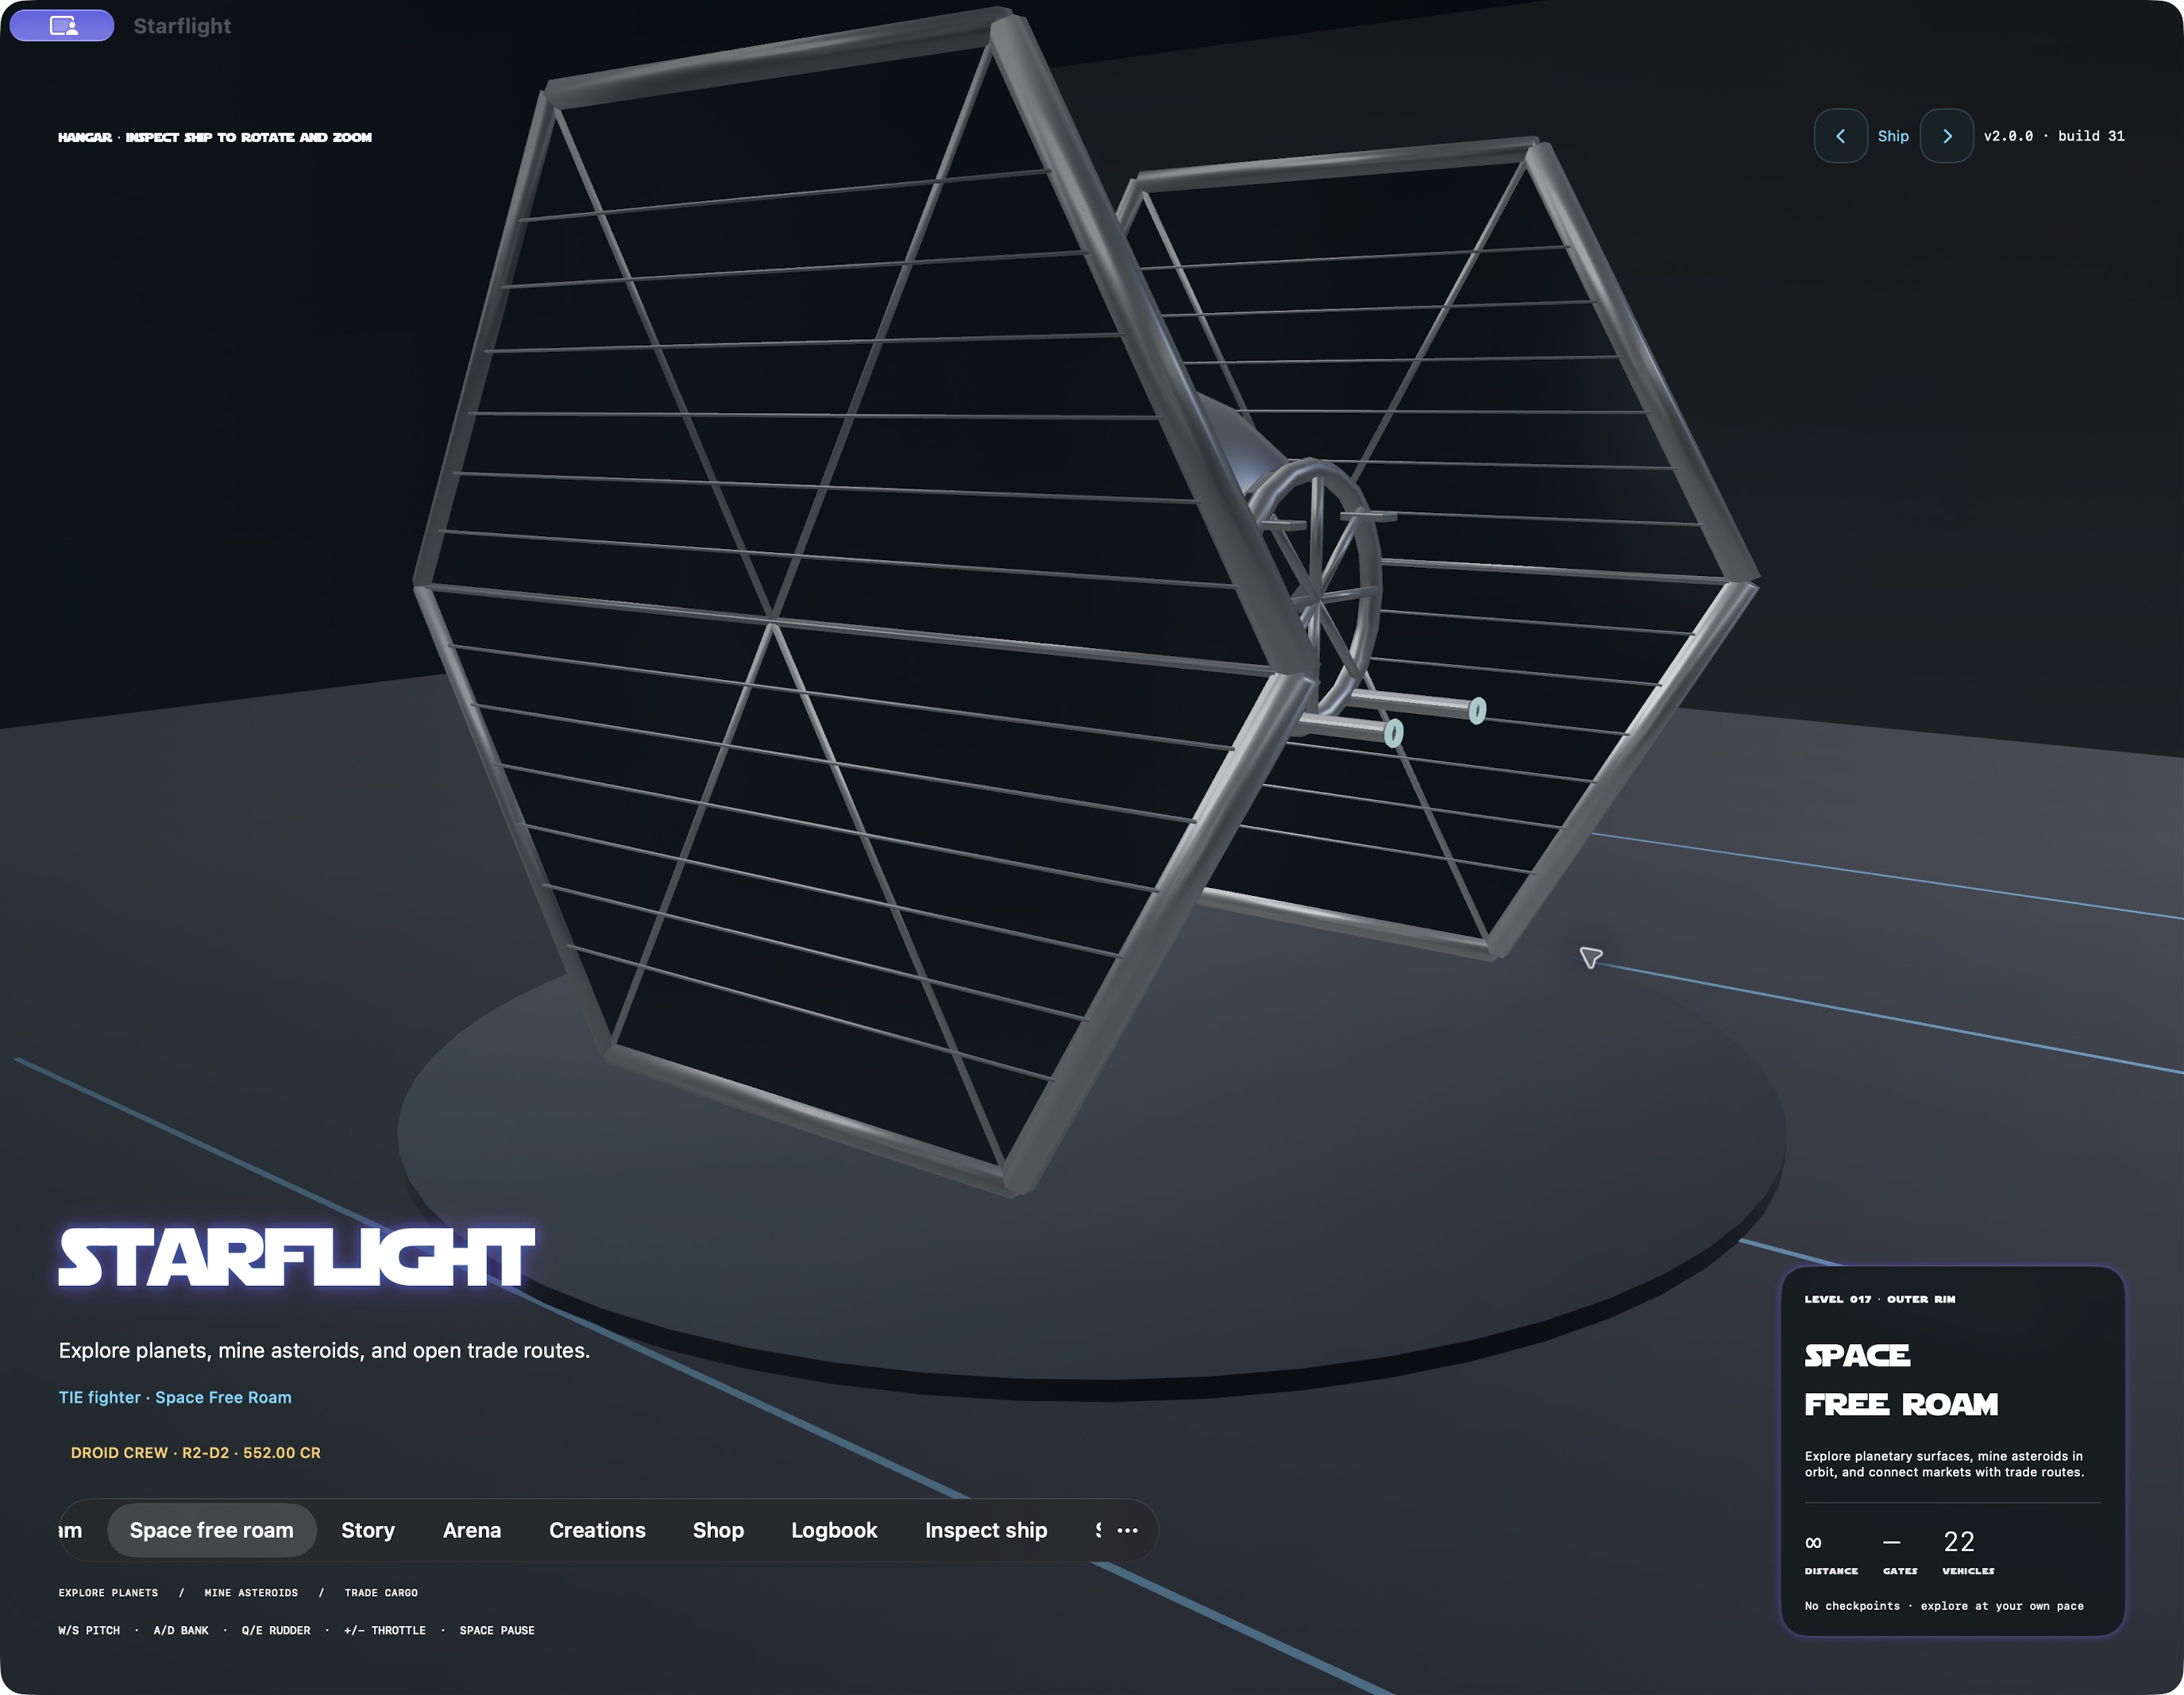 Starflight
HANGAR · INSPECT SHIP TO ROTATE AND ZOOM
Ship
v2.0.0 · build 31
STARFLIGHT
Explore planets, mine asteroids, and open trade routes.
TIE fighter · Space Free Roam
DROID CREW · R2-D2 · 552.00 CR
am Space free roam Story Arena Creations Shop Logbook Inspect ship ···
EXPLORE PLANETS / MINE ASTEROIDS / TRADE CARGO
W/S PITCH · A/D BANK · Q/E RUDDER · +/− THROTTLE · SPACE PAUSE
LEVEL 017 · OUTER RIM
SPACE
FREE ROAM
Explore planetary surfaces, mine asteroids in
orbit, and connect markets with trade routes.
∞ — 22
DISTANCE GATES VEHICLES
No checkpoints · explore at your own pace